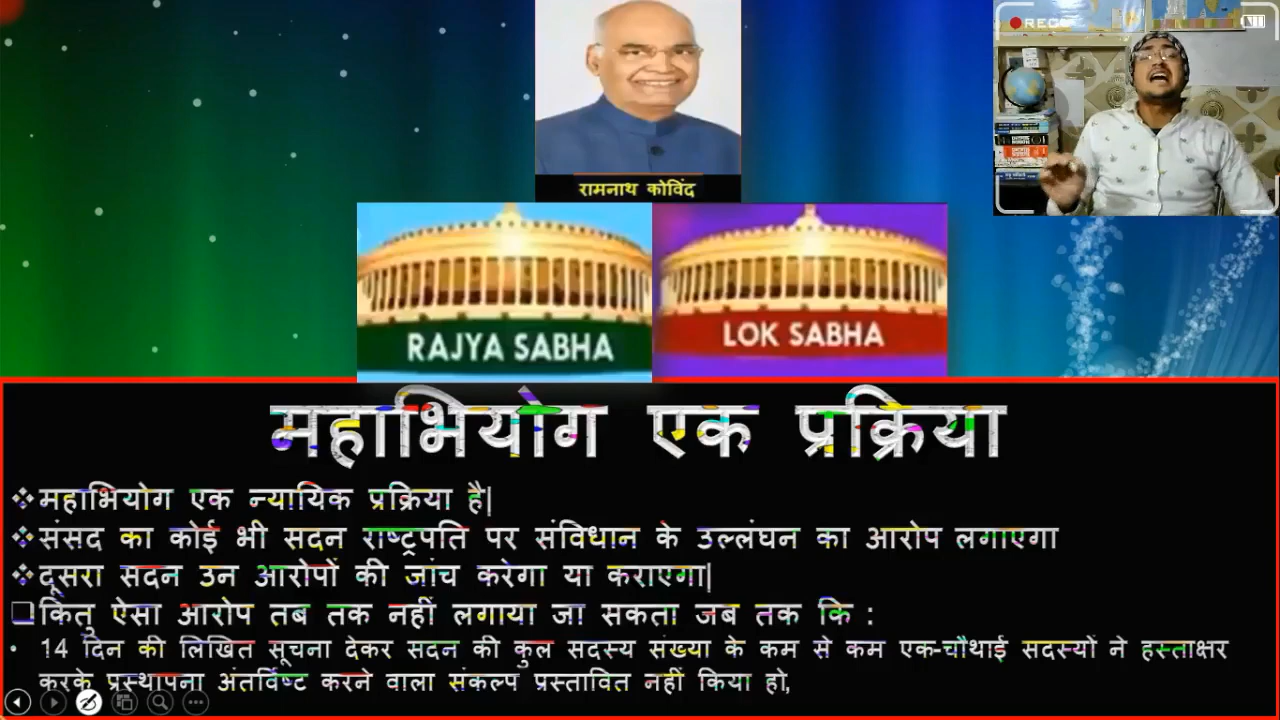 REC
रामनाथ कोविंद
RAJYA SABHA
LOK SABHA
महाभियोग एक प्रक्रिया
❖महाभियोग एक न्यायिक प्रक्रिया है|
❖संसद का कोई भी सदन राष्ट्रपति पर संविधान के उल्लंघन का आरोप लगाएगा
❖दूसरा सदन उन आरोपों की जांच करेगा या कराएगा|
❑किंतु ऐसा आरोप तब तक नहीं लगाया जा सकता जब तक कि :
• 14 दिन की लिखित सूचना देकर सदन की कुल सदस्य संख्या के कम से कम एक-चौथाई सदस्यों ने हस्ताक्षर
करके प्रस्थापना अंतर्विष्ट करने वाला संकल्प प्रस्तावित नहीं किया हो,